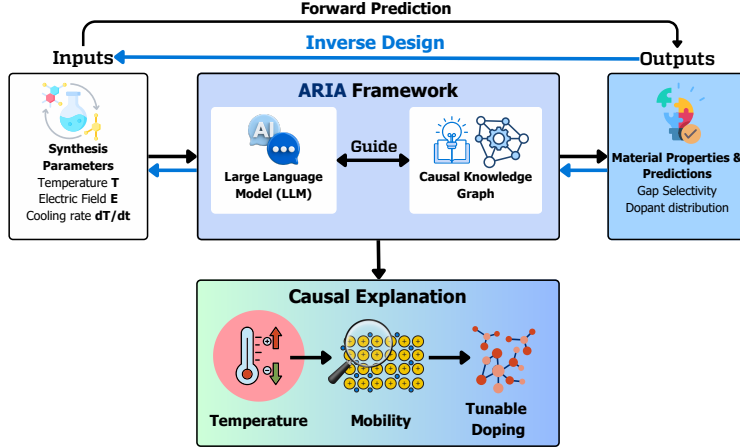 Forward Prediction
Inputs
Inverse Design
Outputs
Synthesis
Parameters
Temperature T
Electric Field E
Cooling rate dT/dt
ARIA Framework
AI
Large Language
Model (LLM)
Guide
Causal Knowledge
Graph
Material Properties &
Predictions
Gap Selectivity
Dopant distribution
Causal Explanation
Temperature
Mobility
Tunable
Doping